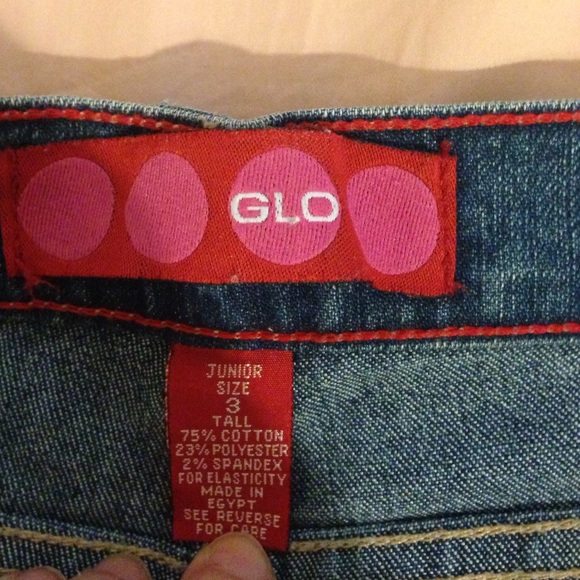 GLO
JUNIOR
SIZE
3
TALL
75% COTTON
23% POLYESTER
2% SPANDEX
FOR ELASTICITY
MADE IN
EGYPT
SEE REVERSE
FOR CARE